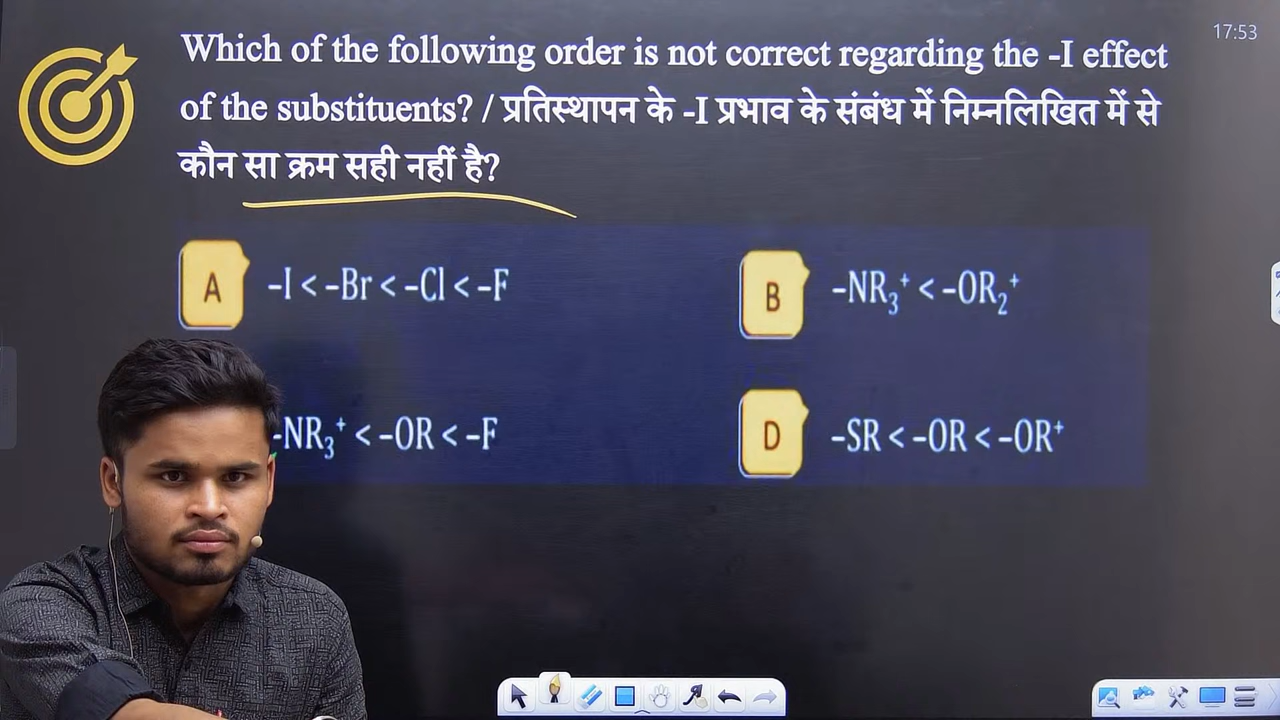 17:53
Which of the following order is not correct regarding the -I effect
of the substituents? / प्रतिस्थापन के -I प्रभाव के संबंध में निम्नलिखित में से
कौन सा क्रम सही नहीं है?
A -I < -Br < -Cl < -F
B -NR₃⁺ < -OR₂⁺
-NR₃⁺ < -OR < -F
D -SR < -OR < -OR⁺